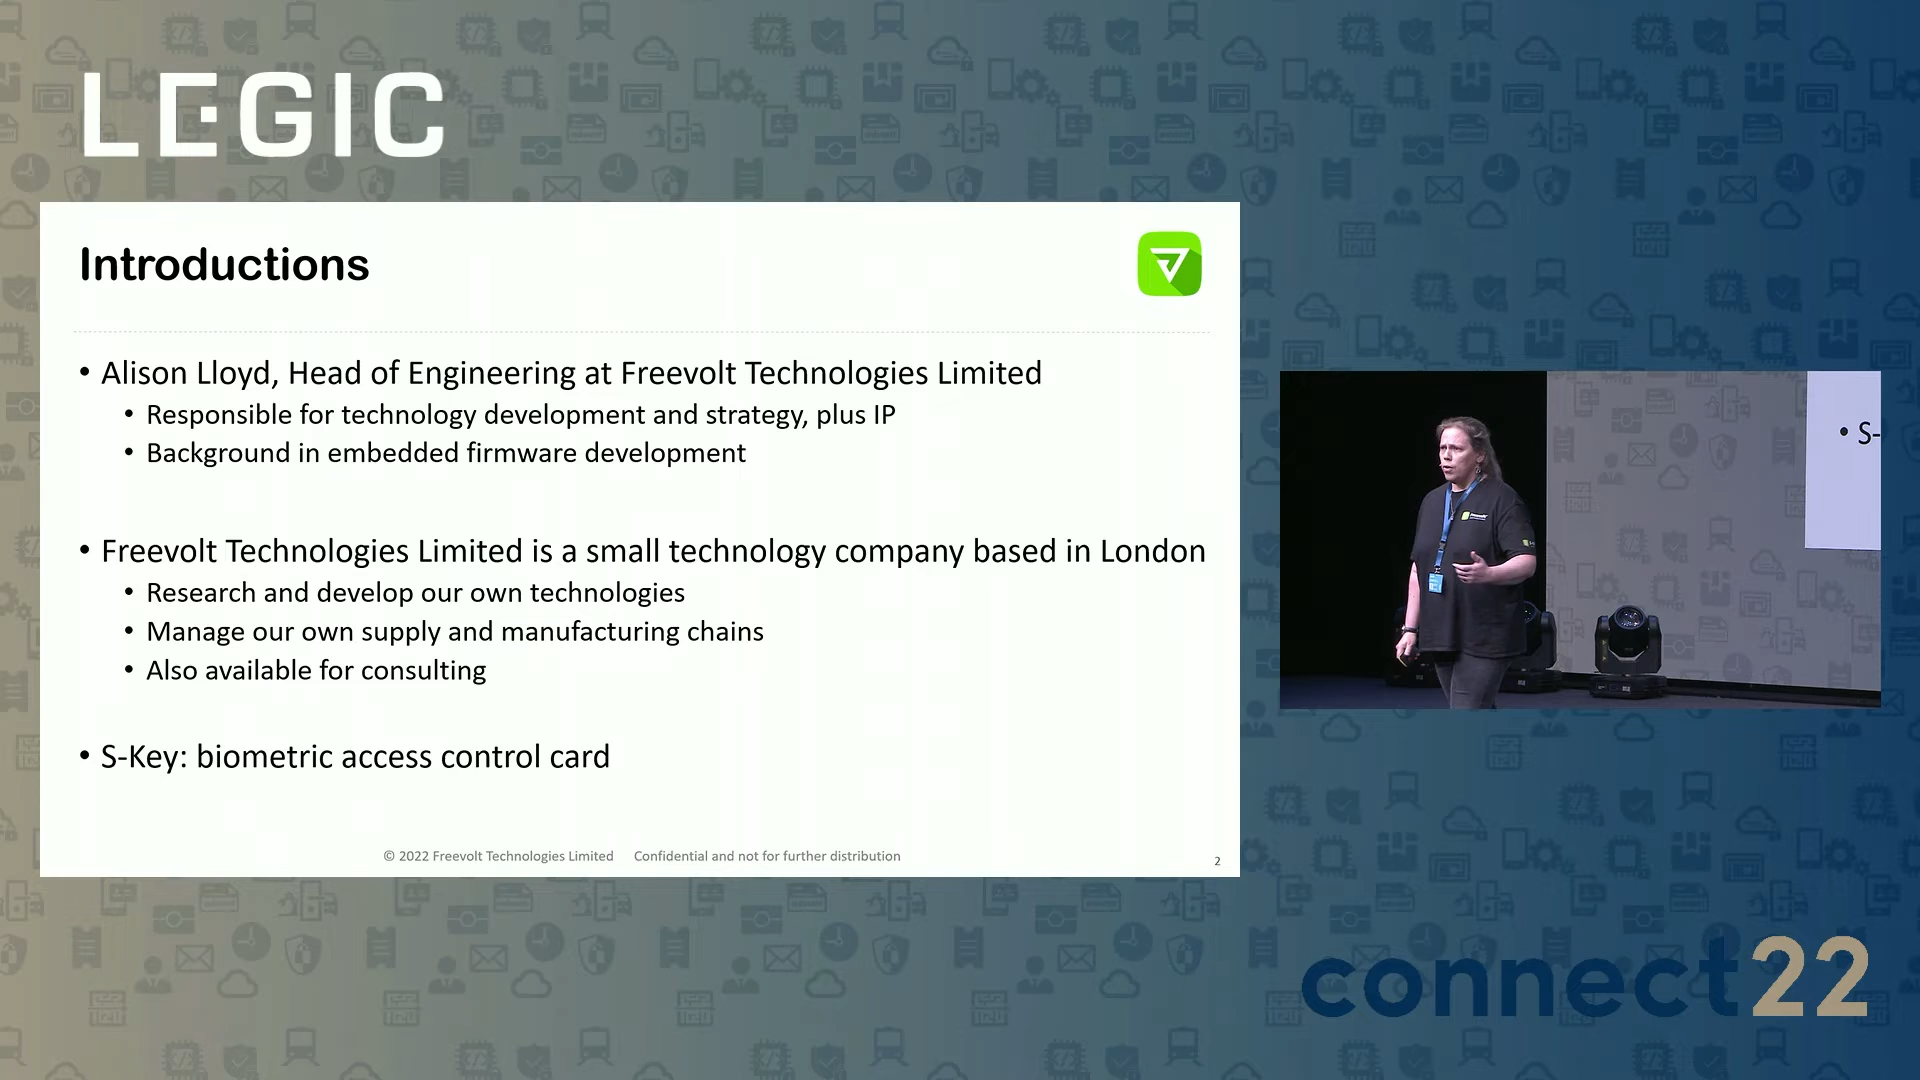 LEGIC
Introductions
• Alison Lloyd, Head of Engineering at Freevolt Technologies Limited
• Responsible for technology development and strategy, plus IP
• Background in embedded firmware development
• Freevolt Technologies Limited is a small technology company based in London
• Research and develop our own technologies
• Manage our own supply and manufacturing chains
• Also available for consulting
• S-Key: biometric access control card
© 2022 Freevolt Technologies Limited Confidential and not for further distribution
2
• S-
connect22